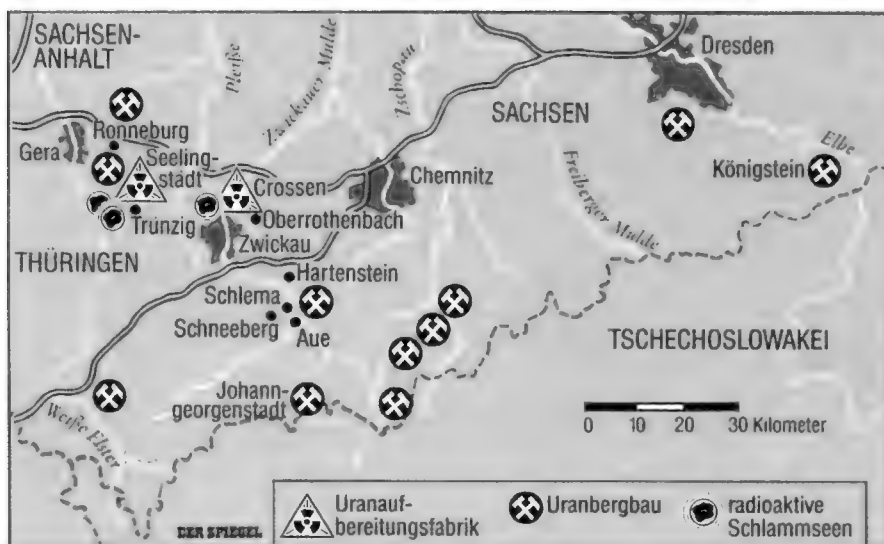 SACHSEN-
ANHALT
Pleiße
Zwickauer Mulde
Zschopau
Dresden
SACHSEN
Ronneburg
Gera
Seeling-
städt
Crossen
Chemnitz
Elbe
Königstein
Freiberger Mulde
Trünzig
Oberrothenbach
Zwickau
THÜRINGEN
Hartenstein
Schlema
Schneeberg
Aue
TSCHECHOSLOWAKEI
Johann-
georgenstadt
Weiße Elster
0 10 20 30 Kilometer
DER SPIEGEL
Uranauf-
bereitungsfabrik
Uranbergbau
radioaktive
Schlammseen